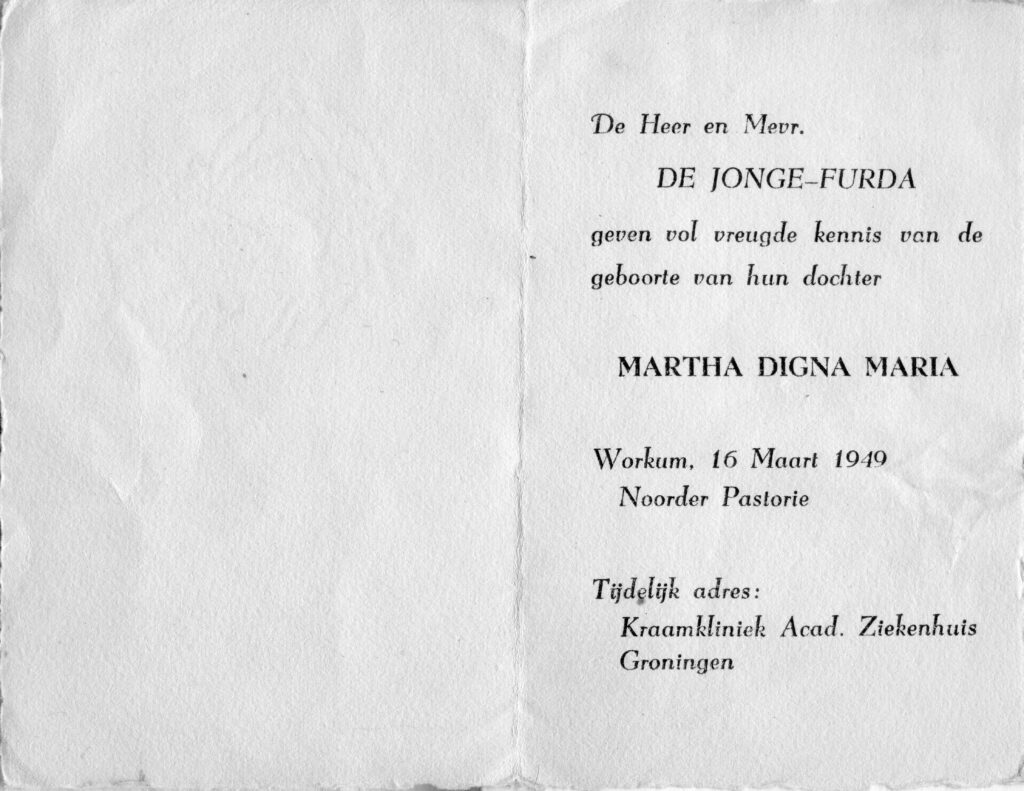 De Heer en Mevr.
DE JONGE-FURDA
geven vol vreugde kennis van de
geboorte van hun dochter
MARTHA DIGNA MARIA
Workum, 16 Maart 1949
Noorder Pastorie
Tijdelijk adres:
Kraamkliniek Acad. Ziekenhuis
Groningen